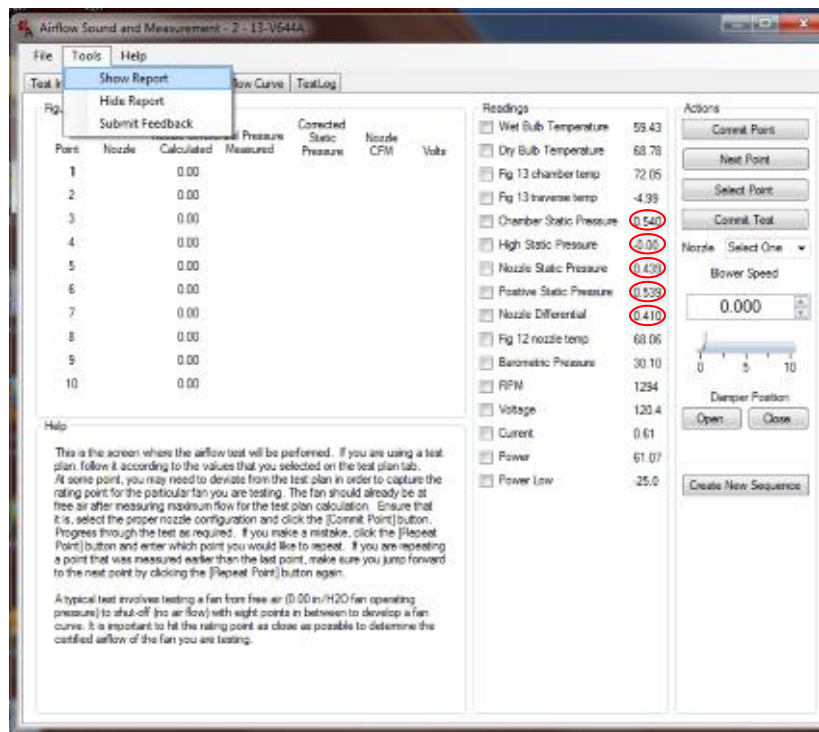 Airflow Sound and Measurement - 2 - 13-V644A
File Tools Help
Show Report
Hide Report
Submit Feedback
Test In
low Curve TestLog
Figu
Point Nozzle Calculated Measured
al Pressure
Corrected Static Pressure
Nozzle CFM
Volts
1 0.00
2 0.00
3 0.00
4 0.00
5 0.00
6 0.00
7 0.00
8 0.00
9 0.00
10 0.00
Help
This is the screen where the airflow test will be performed. If you are using a test
plan, follow it according to the values that you selected on the test plan tab.
At some point, you may need to deviate from the test plan in order to capture the
rating point for the particular fan you are testing. The fan should already be at
free air after measuring maximum flow for the test plan calculation. Ensure that
it is, select the proper nozzle configuration and click the [Commit Point] button.
Progress through the test as required. If you make a mistake, click the [Repeat
Point] button and enter which point you would like to repeat. If you are repeating
a point that was measured earlier than the last point, make sure you jump forward
to the next point by clicking the [Repeat Point] button again.
A typical test involves testing a fan from free air (0.00 in/H2O fan operating
pressure) to shut-off (no air flow) with eight points in between to develop a fan
curve. It is important to hit the rating point as close as possible to determine the
certified airflow of the fan you are testing.
Readings
Wet Bulb Temperature 59.43
Dry Bulb Temperature 68.78
Fig 13 chamber temp 72.05
Fig 13 traverse temp -4.99
Chamber Static Pressure 0.540
High Static Pressure -0.00
Nozzle Static Pressure 0.439
Positive Static Pressure 0.539
Nozzle Differential 0.410
Fig 12 nozzle temp 68.06
Barometric Pressure 30.10
RPM 1294
Voltage 120.4
Current 0.61
Power 61.07
Power Low -25.0
Actions
Commit Point
Next Point
Select Point
Commit Test
Nozzle Select One
Blower Speed
0.000
0 5 10
Damper Position
Open Close
Create New Sequence